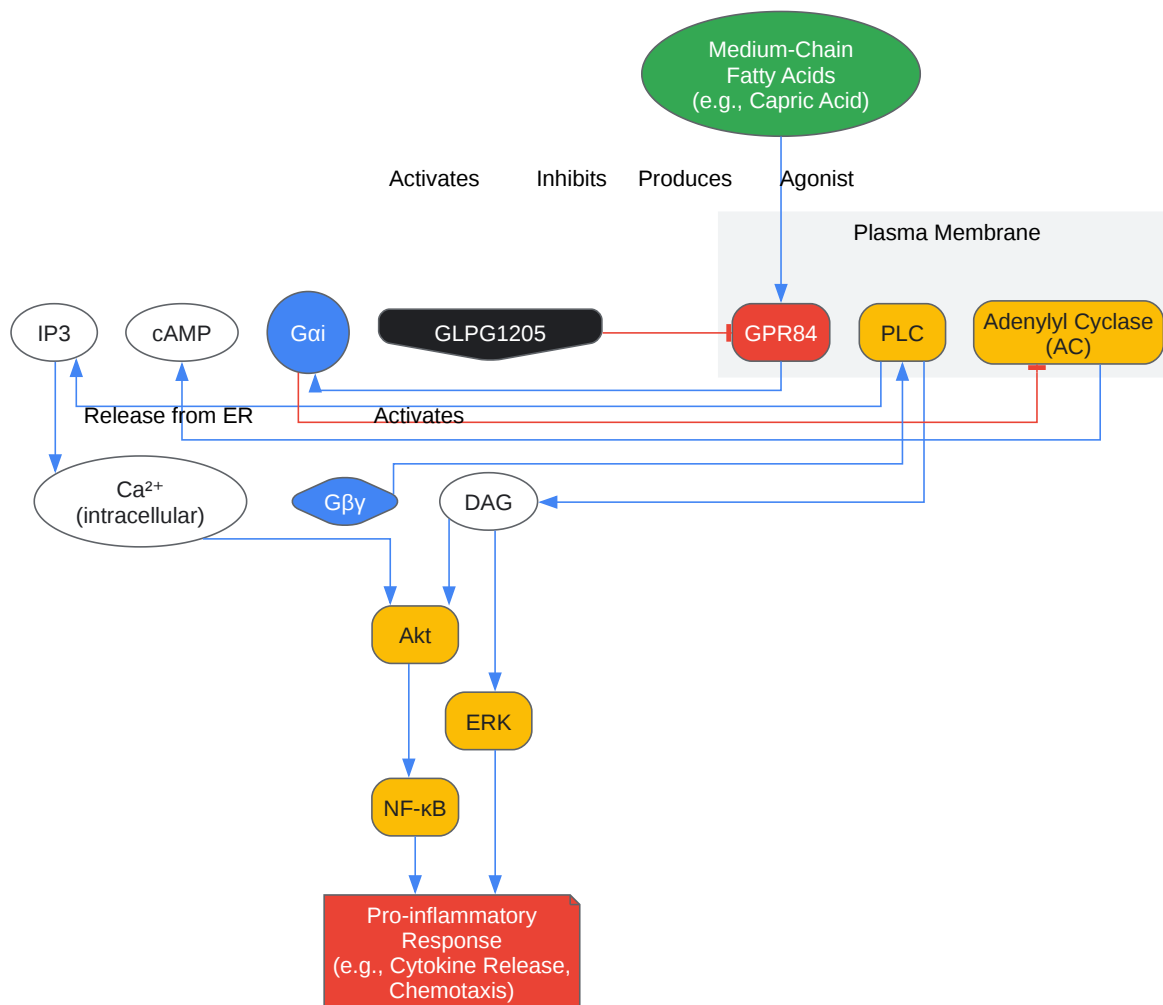 Medium-Chain
Fatty Acids
(e.g., Capric Acid)
Activates
Inhibits
Produces
Agonist
Plasma Membrane
IP3
cAMP
Gαi
GLPG1205
GPR84
PLC
Adenylyl Cyclase
(AC)
Release from ER
Activates
Ca²⁺
(intracellular)
Gβγ
DAG
Akt
ERK
NF-κB
Pro-inflammatory
Response
(e.g., Cytokine Release,
Chemotaxis)